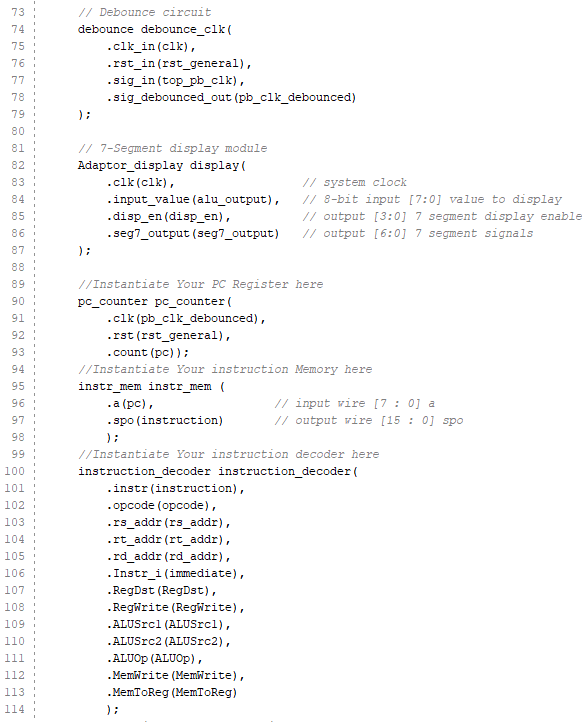 73 // Debounce circuit
74 debounce debounce_clk(
75 .clk_in(clk),
76 .rst_in(rst_general),
77 .sig_in(top_pb_clk),
78 .sig_debounced_out(pb_clk_debounced)
79 );
80
81 // 7-Segment display module
82 Adaptor_display display(
83 .clk(clk), // system clock
84 .input_value(alu_output), // 8-bit input [7:0] value to display
85 .disp_en(disp_en), // output [3:0] 7 segment display enable
86 .seg7_output(seg7_output) // output [6:0] 7 segment signals
87 );
88
89 //Instantiate Your PC Register here
90 pc_counter pc_counter(
91 .clk(pb_clk_debounced),
92 .rst(rst_general),
93 .count(pc));
94 //Instantiate Your instruction Memory here
95 instr_mem instr_mem (
96 .a(pc), // input wire [7 : 0] a
97 .spo(instruction) // output wire [15 : 0] spo
98 );
99 //Instantiate Your instruction decoder here
100 instruction_decoder instruction_decoder(
101 .instr(instruction),
102 .opcode(opcode),
103 .rs_addr(rs_addr),
104 .rt_addr(rt_addr),
105 .rd_addr(rd_addr),
106 .Instr_i(immediate),
107 .RegDst(RegDst),
108 .RegWrite(RegWrite),
109 .ALUSrc1(ALUSrc1),
110 .ALUSrc2(ALUSrc2),
111 .ALUOp(ALUOp),
112 .MemWrite(MemWrite),
113 .MemToReg(MemToReg)
114 );